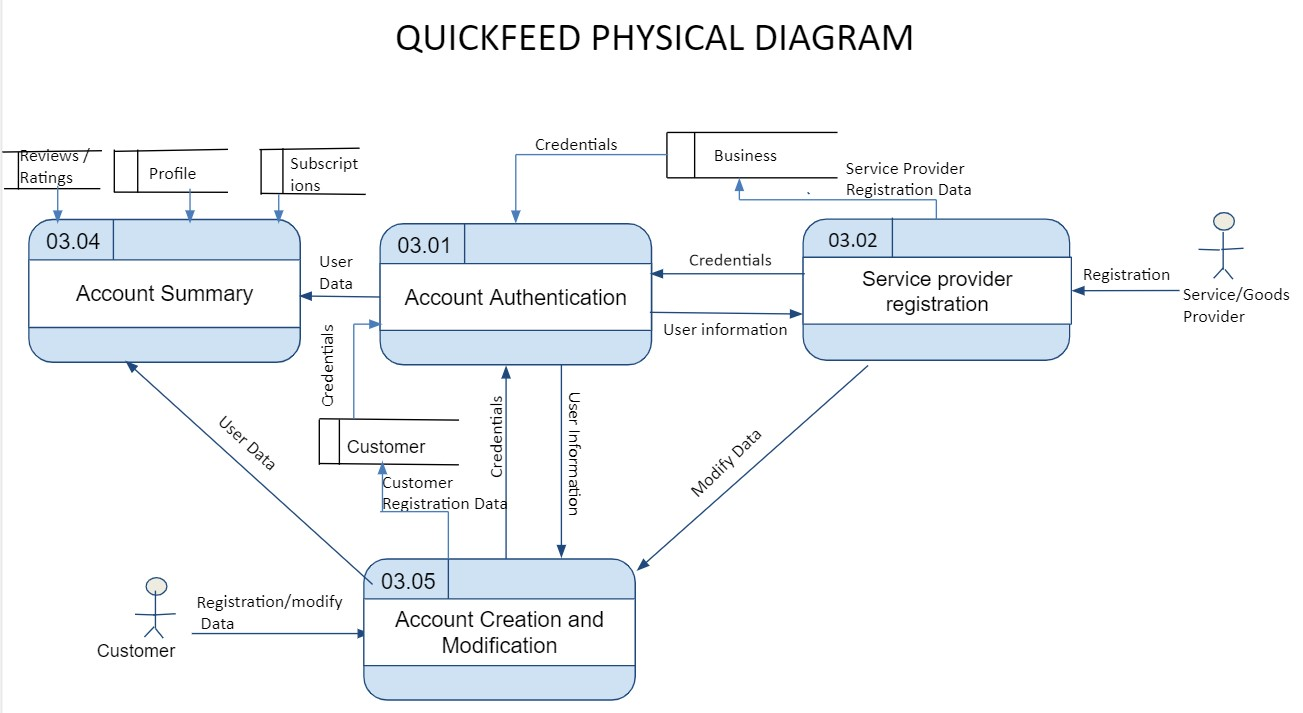 QUICKFEED PHYSICAL DIAGRAM
Reviews /
Ratings
Profile
Subscript
ions
Credentials
Business
Service Provider
Registration Data
03.04
Account Summary
User
Data
03.01
Account Authentication
Credentials
User information
03.02
Service provider
registration
Registration
Service/Goods
Provider
Credentials
Customer
Customer
Registration Data
Credentials
User Information
User Data
Modify Data
03.05
Account Creation and
Modification
Registration/modify
Data
Customer